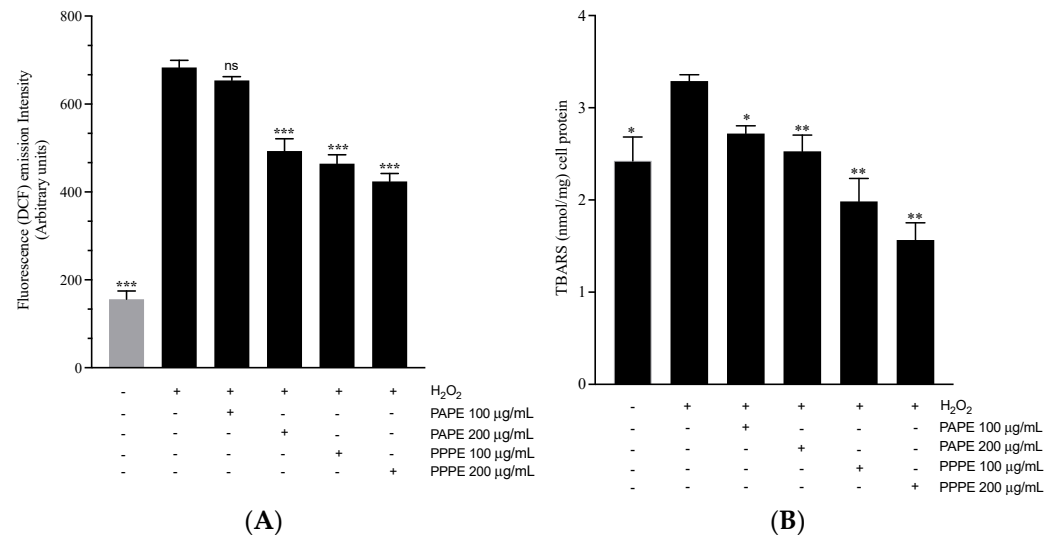 Fluorescence (DCF) emission Intensity
(Arbitrary units)
800
600
400
200
0
***
ns
***
***
***
- + + + + + H₂O₂
- - + - - - PAPE 100 μg/mL
- - - + - - PAPE 200 μg/mL
- - - - + - PPPE 100 μg/mL
- - - - - + PPPE 200 μg/mL
(A)
TBARS (nmol/mg) cell protein
4
3
2
1
0
*
*
**
**
**
- + + + + + H₂O₂
- - + - - - PAPE 100 μg/mL
- - - + - - PAPE 200 μg/mL
- - - - + - PPPE 100 μg/mL
- - - - - + PPPE 200 μg/mL
(B)